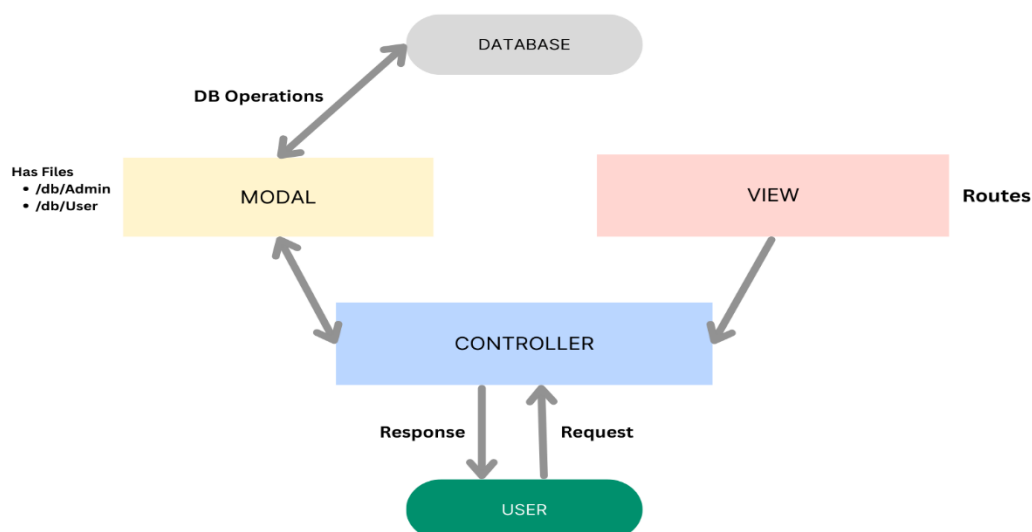 DATABASE
DB Operations
Has Files
• /db/Admin
• /db/User
MODAL
VIEW
Routes
CONTROLLER
Response
Request
USER